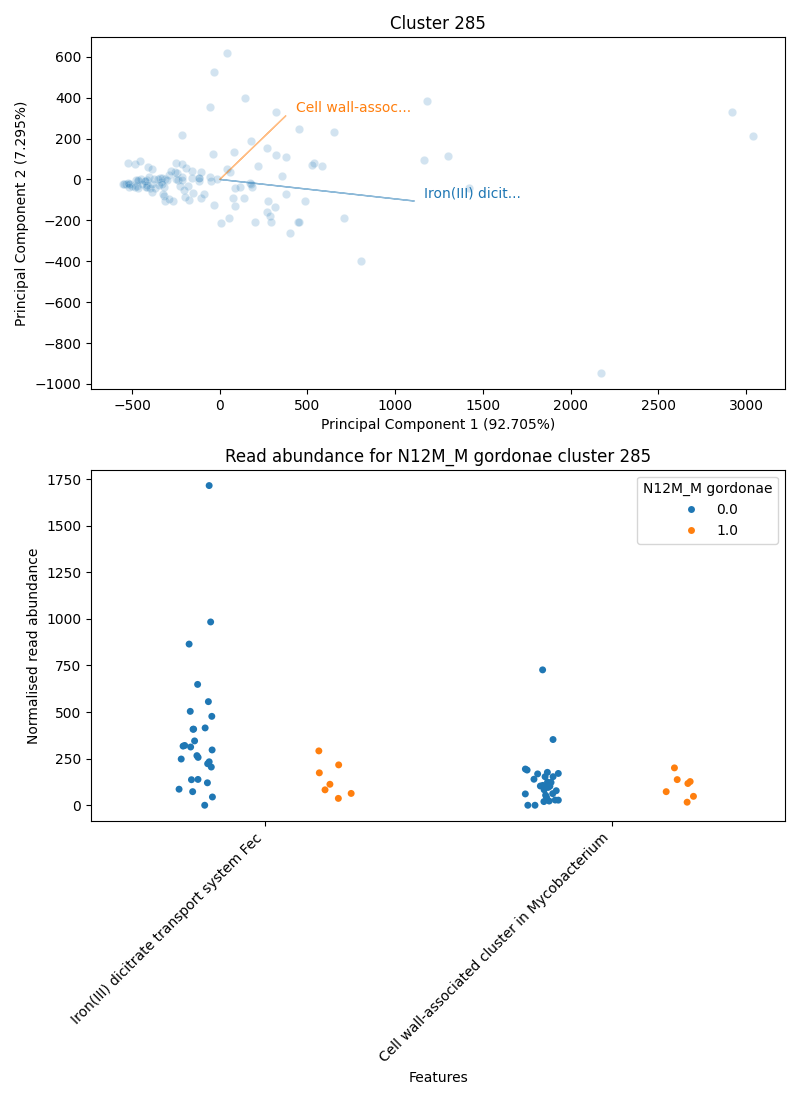 Cluster 285
Principal Component 2 (7.295%)
600
400
200
0
−200
−400
−600
−800
−1000
Cell wall-assoc...
Iron(III) dicit...
−500
0
500
1000
1500
2000
2500
3000
Principal Component 1 (92.705%)
Read abundance for N12M_M gordonae cluster 285
Normalised read abundance
1750
1500
1250
1000
750
500
250
0
N12M_M gordonae
0.0
1.0
Iron(III) dicitrate transport system Fec
Cell wall-associated cluster in Mycobacterium
Features